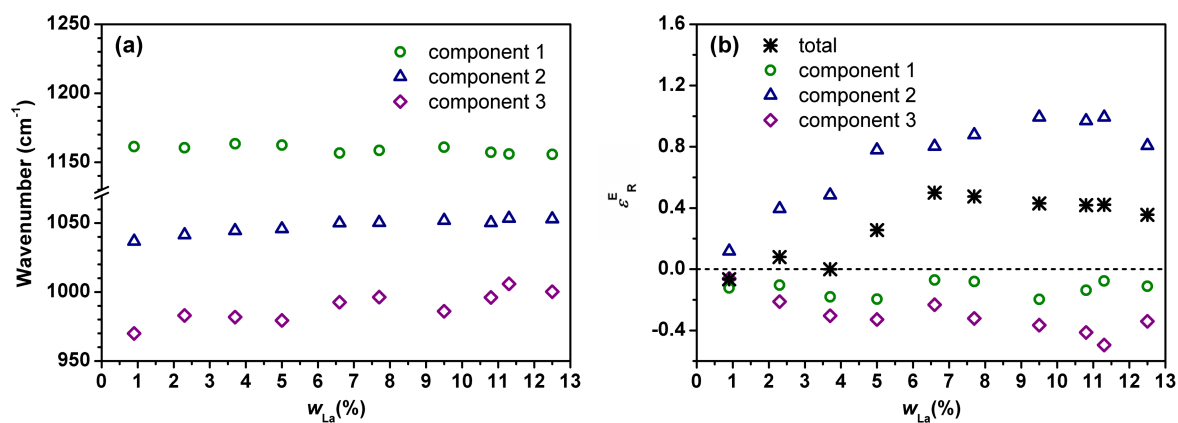 (a)
component 1
component 2
component 3
Wavenumber (cm⁻¹)
1250
1200
1150
1050
1000
950
0 1 2 3 4 5 6 7 8 9 10 11 12 13
w_La(%)
(b)
total
component 1
component 2
component 3
ε^E_R
1.6
1.2
0.8
0.4
0.0
-0.4
0 1 2 3 4 5 6 7 8 9 10 11 12 13
w_La(%)